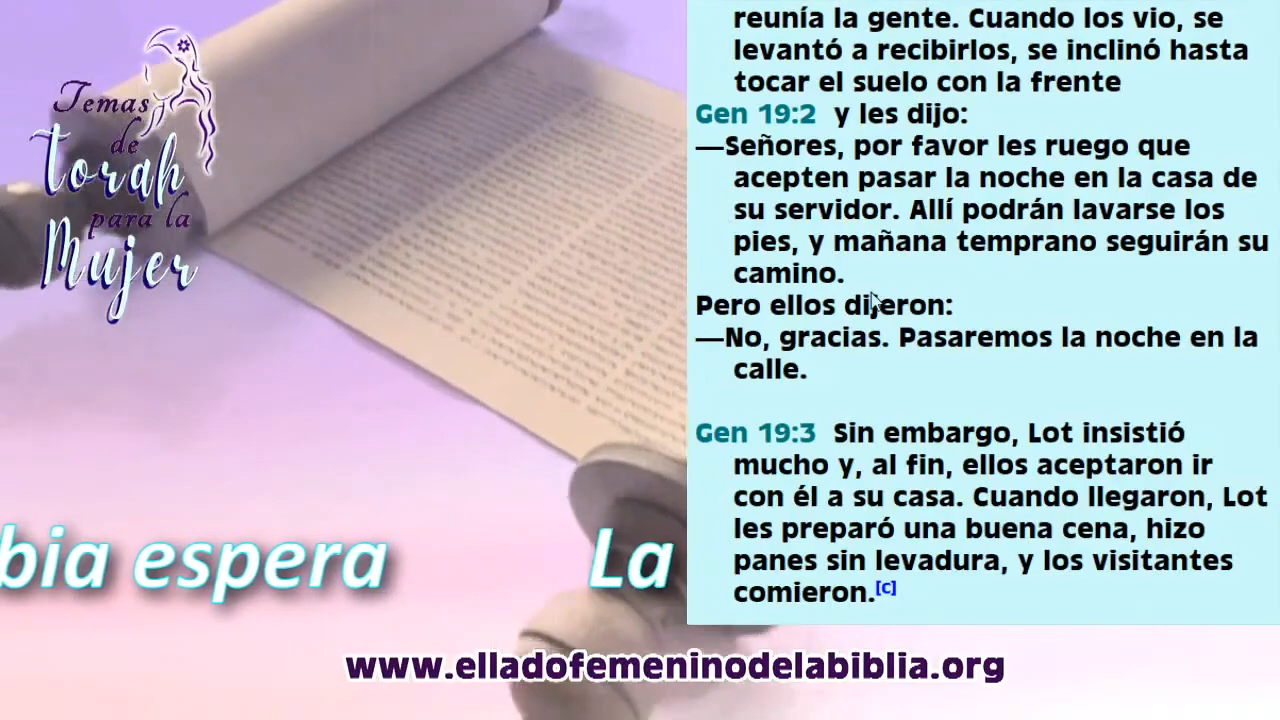 Temas
de
torah
para la
Mujer
reunía la gente. Cuando los vio, se
levantó a recibirlos, se inclinó hasta
tocar el suelo con la frente
Gen 19:2 y les dijo:
—Señores, por favor les ruego que
acepten pasar la noche en la casa de
su servidor. Allí podrán lavarse los
pies, y mañana temprano seguirán su
camino.
Pero ellos dijeron:
—No, gracias. Pasaremos la noche en la
calle.
Gen 19:3 Sin embargo, Lot insistió
mucho y, al fin, ellos aceptaron ir
con él a su casa. Cuando llegaron, Lot
les preparó una buena cena, hizo
panes sin levadura, y los visitantes
comieron.[c]
bia espera La
www.elladofemeninodelabiblia.org